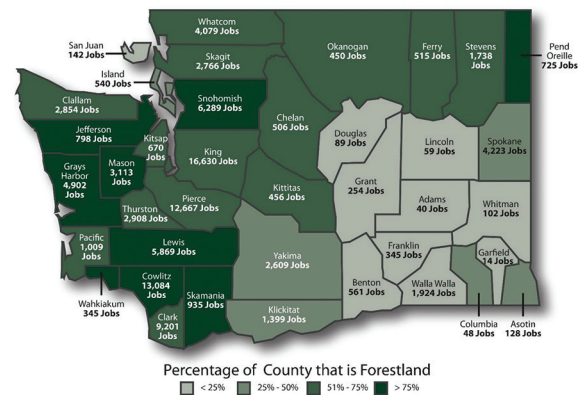 Whatcom
4,079 Jobs
San Juan
142 Jobs
Skagit
2,766 Jobs
Island
540 Jobs
Okanogan
450 Jobs
Ferry
515 Jobs
Stevens
1,738
Jobs
Pend
Oreille
725 Jobs
Clallam
2,854 Jobs
Snohomish
6,289 Jobs
Chelan
506 Jobs
Jefferson
798 Jobs
Kitsap
670
Jobs
Douglas
89 Jobs
Lincoln
59 Jobs
Spokane
4,223 Jobs
Grays
Harbor
4,902
Jobs
Mason
3,113
Jobs
King
16,630 Jobs
Grant
254 Jobs
Kittitas
456 Jobs
Adams
40 Jobs
Whitman
102 Jobs
Thurston
2,908 Jobs
Pierce
12,667 Jobs
Pacific
1,009
Jobs
Lewis
5,869 Jobs
Yakima
2,609 Jobs
Franklin
345 Jobs
Garfield
14 Jobs
Wahkiakum
345 Jobs
Cowlitz
13,084
Jobs
Skamania
935 Jobs
Benton
561 Jobs
Walla Walla
1,924 Jobs
Clark
9,201
Jobs
Klickitat
1,399 Jobs
Columbia
48 Jobs
Asotin
128 Jobs
Percentage of County that is Forestland
< 25% 25% - 50% 51% - 75% > 75%